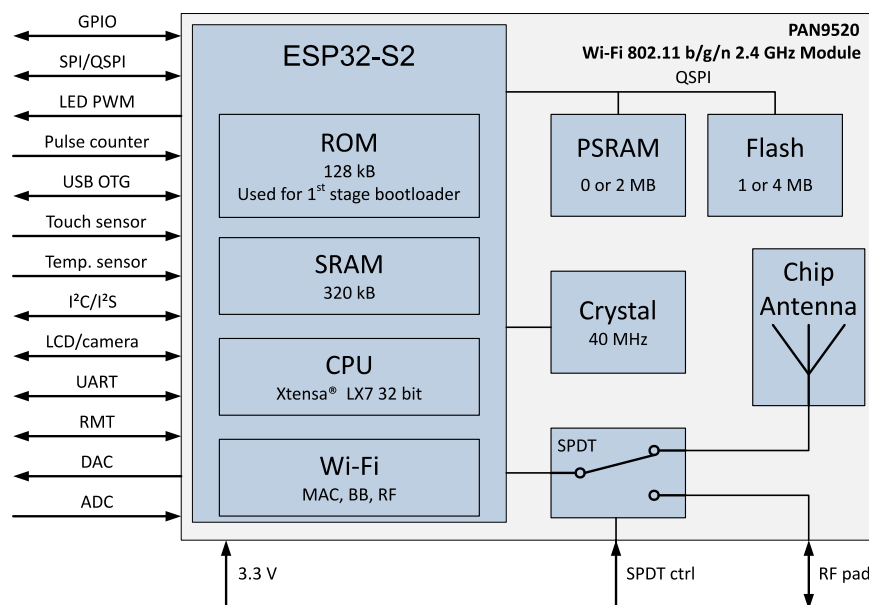 GPIO
SPI/QSPI
LED PWM
Pulse counter
USB OTG
Touch sensor
Temp. sensor
I²C/I²S
LCD/camera
UART
RMT
DAC
ADC
PAN9520
Wi-Fi 802.11 b/g/n 2.4 GHz Module
ESP32-S2
QSPI
ROM
128 kB
Used for 1st stage bootloader
PSRAM
0 or 2 MB
Flash
1 or 4 MB
SRAM
320 kB
Crystal
40 MHz
Chip
Antenna
CPU
Xtensa® LX7 32 bit
Wi-Fi
MAC, BB, RF
SPDT
3.3 V
SPDT ctrl
RF pad